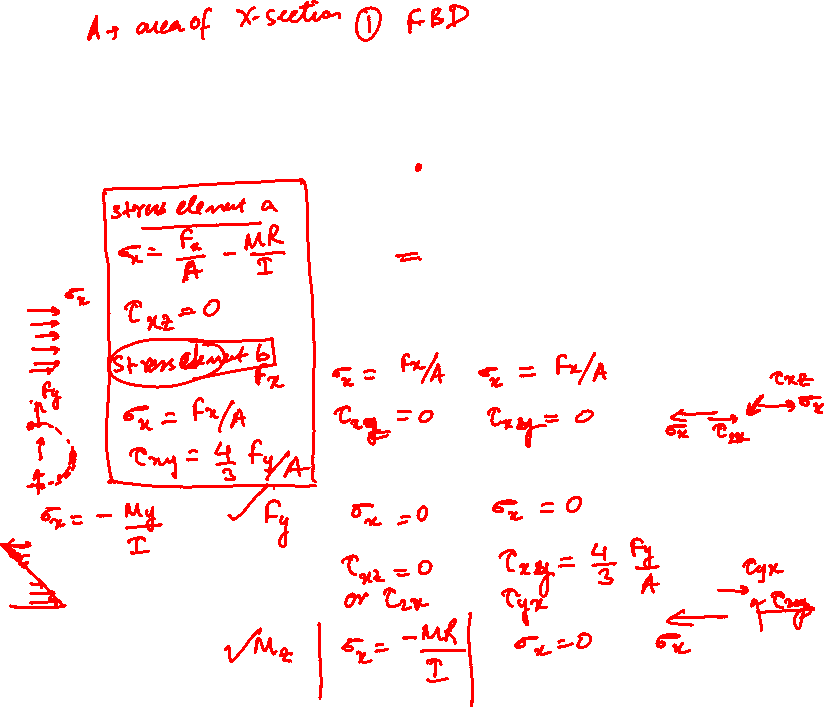 A → area of X-section ① FBD
stress element a
σx = Fx/A - MR/I
=
σx
τxz = 0
stress element b
Fx
σx = Fx/A
σx = Fx/A
τxz
Fy
σx = Fx/A
τxy = 0
τxy = 0
σx
τzx
σx
τxy = 4/3 Fy/A
σx = - My/I
✓ Fy
σx = 0
σx = 0
τxz = 0
τxy = 4/3 Fy/A
τyx
or τzx
τyx
τxy
✓ Mz
σx = -MR/I
σx = 0
σx